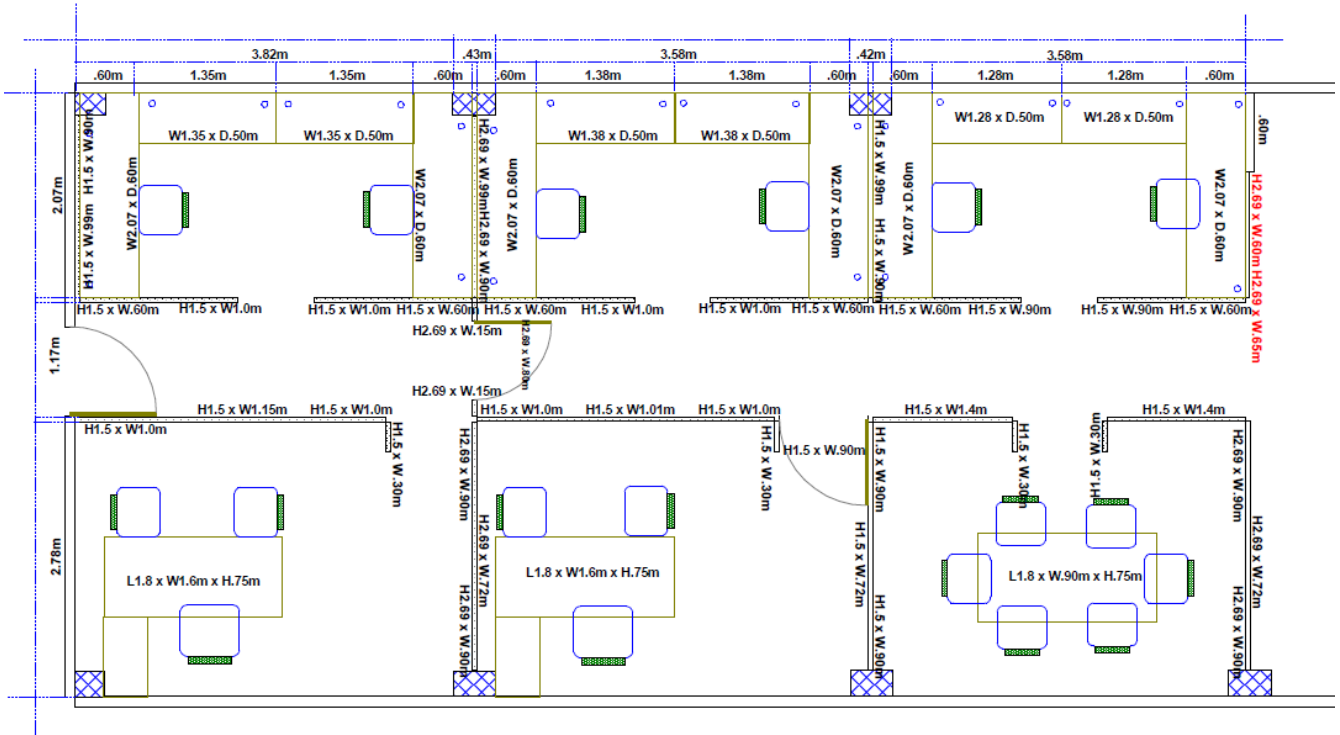 3.82m
.43m
3.58m
.42m
3.58m
.60m
1.35m
1.35m
.60m
.60m
1.38m
1.38m
.60m
.60m
1.28m
1.28m
.60m
W1.35 x D.50m
W1.35 x D.50m
W1.38 x D.50m
W1.38 x D.50m
W1.28 x D.50m
W1.28 x D.50m
.60m
2.07m
H1.5 x W.99m H1.5 x W.90m
W2.07 x D.60m
W2.07 x D.60m
H2.69 x W.99mH2.69 x W.90m
W2.07 x D.60m
W2.07 x D.60m
H1.5 x W.99m H1.5 x W.90m
W2.07 x D.60m
W2.07 x D.60m
H2.69 x W.60m H2.69 x W.65m
H1.5 x W.60m
H1.5 x W1.0m
H1.5 x W1.0m
H1.5 x W.60m
H1.5 x W.60m
H1.5 x W1.0m
H1.5 x W1.0m
H1.5 x W.60m
H1.5 x W.60m
H1.5 x W.90m
H1.5 x W.90m
H1.5 x W.60m
1.17m
H2.69 x W.15m
H2.69 x W.80m
H2.69 x W.15m
H1.5 x W1.0m
H1.5 x W1.15m
H1.5 x W1.0m
H1.5 x W.30m
H1.5 x W1.0m
H1.5 x W1.01m
H1.5 x W1.0m
H1.5 x W.30m
H1.5 x W.90m
H1.5 x W1.4m
H1.5 x W.30m
H1.5 x W.30m
H1.5 x W1.4m
2.78m
H2.69 x W.90m
H2.69 x W.72m
H2.69 x W.90m
H1.5 x W.90m
H1.5 x W.72m
H1.5 x W.90m
H2.69 x W.90m
H2.69 x W.72m
H2.69 x W.90m
L1.8 x W1.6m x H.75m
L1.8 x W1.6m x H.75m
L1.8 x W.90m x H.75m